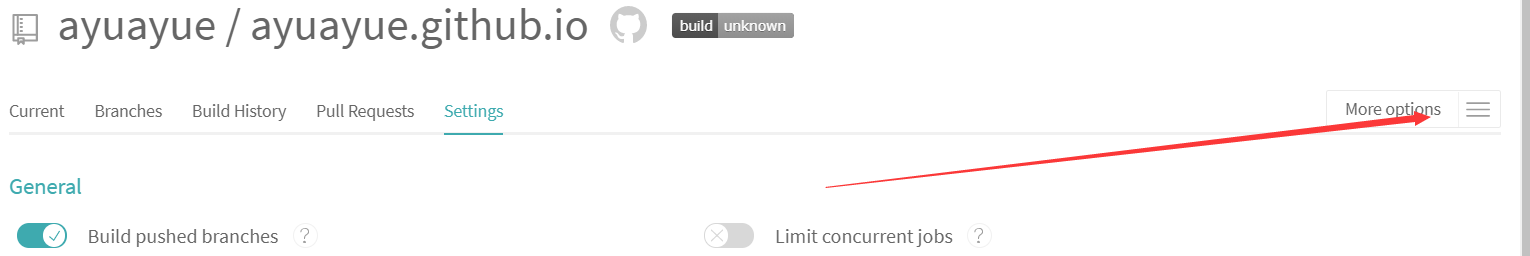 ayuayue / ayuayue.github.io build unknown
Current Branches Build History Pull Requests Settings More options
General
Build pushed branches ? Limit concurrent jobs ?